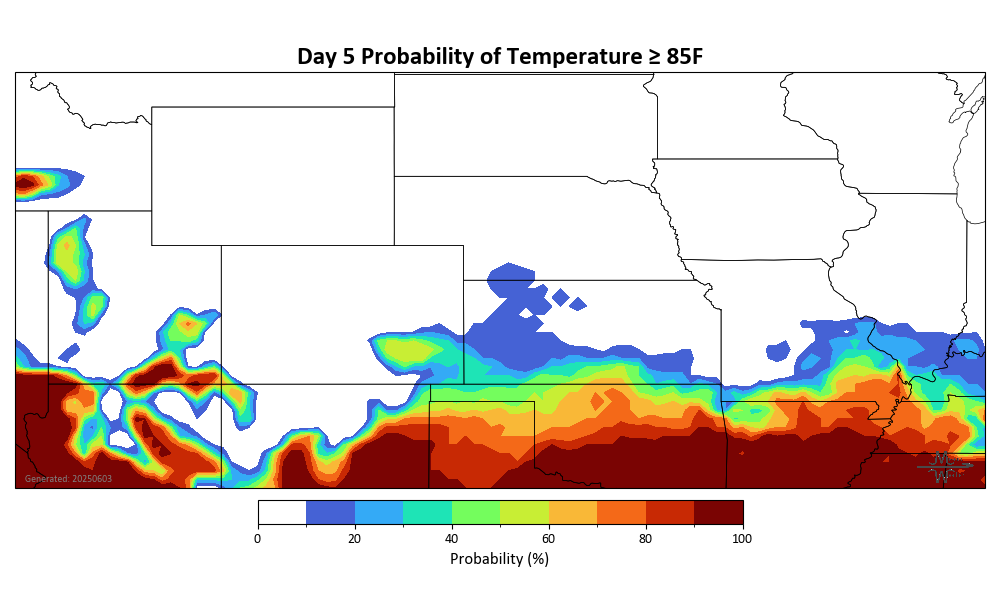 Day 5 Probability of Temperature ≥ 85F
Generated: 20250603
0 20 40 60 80 100
Probability (%)